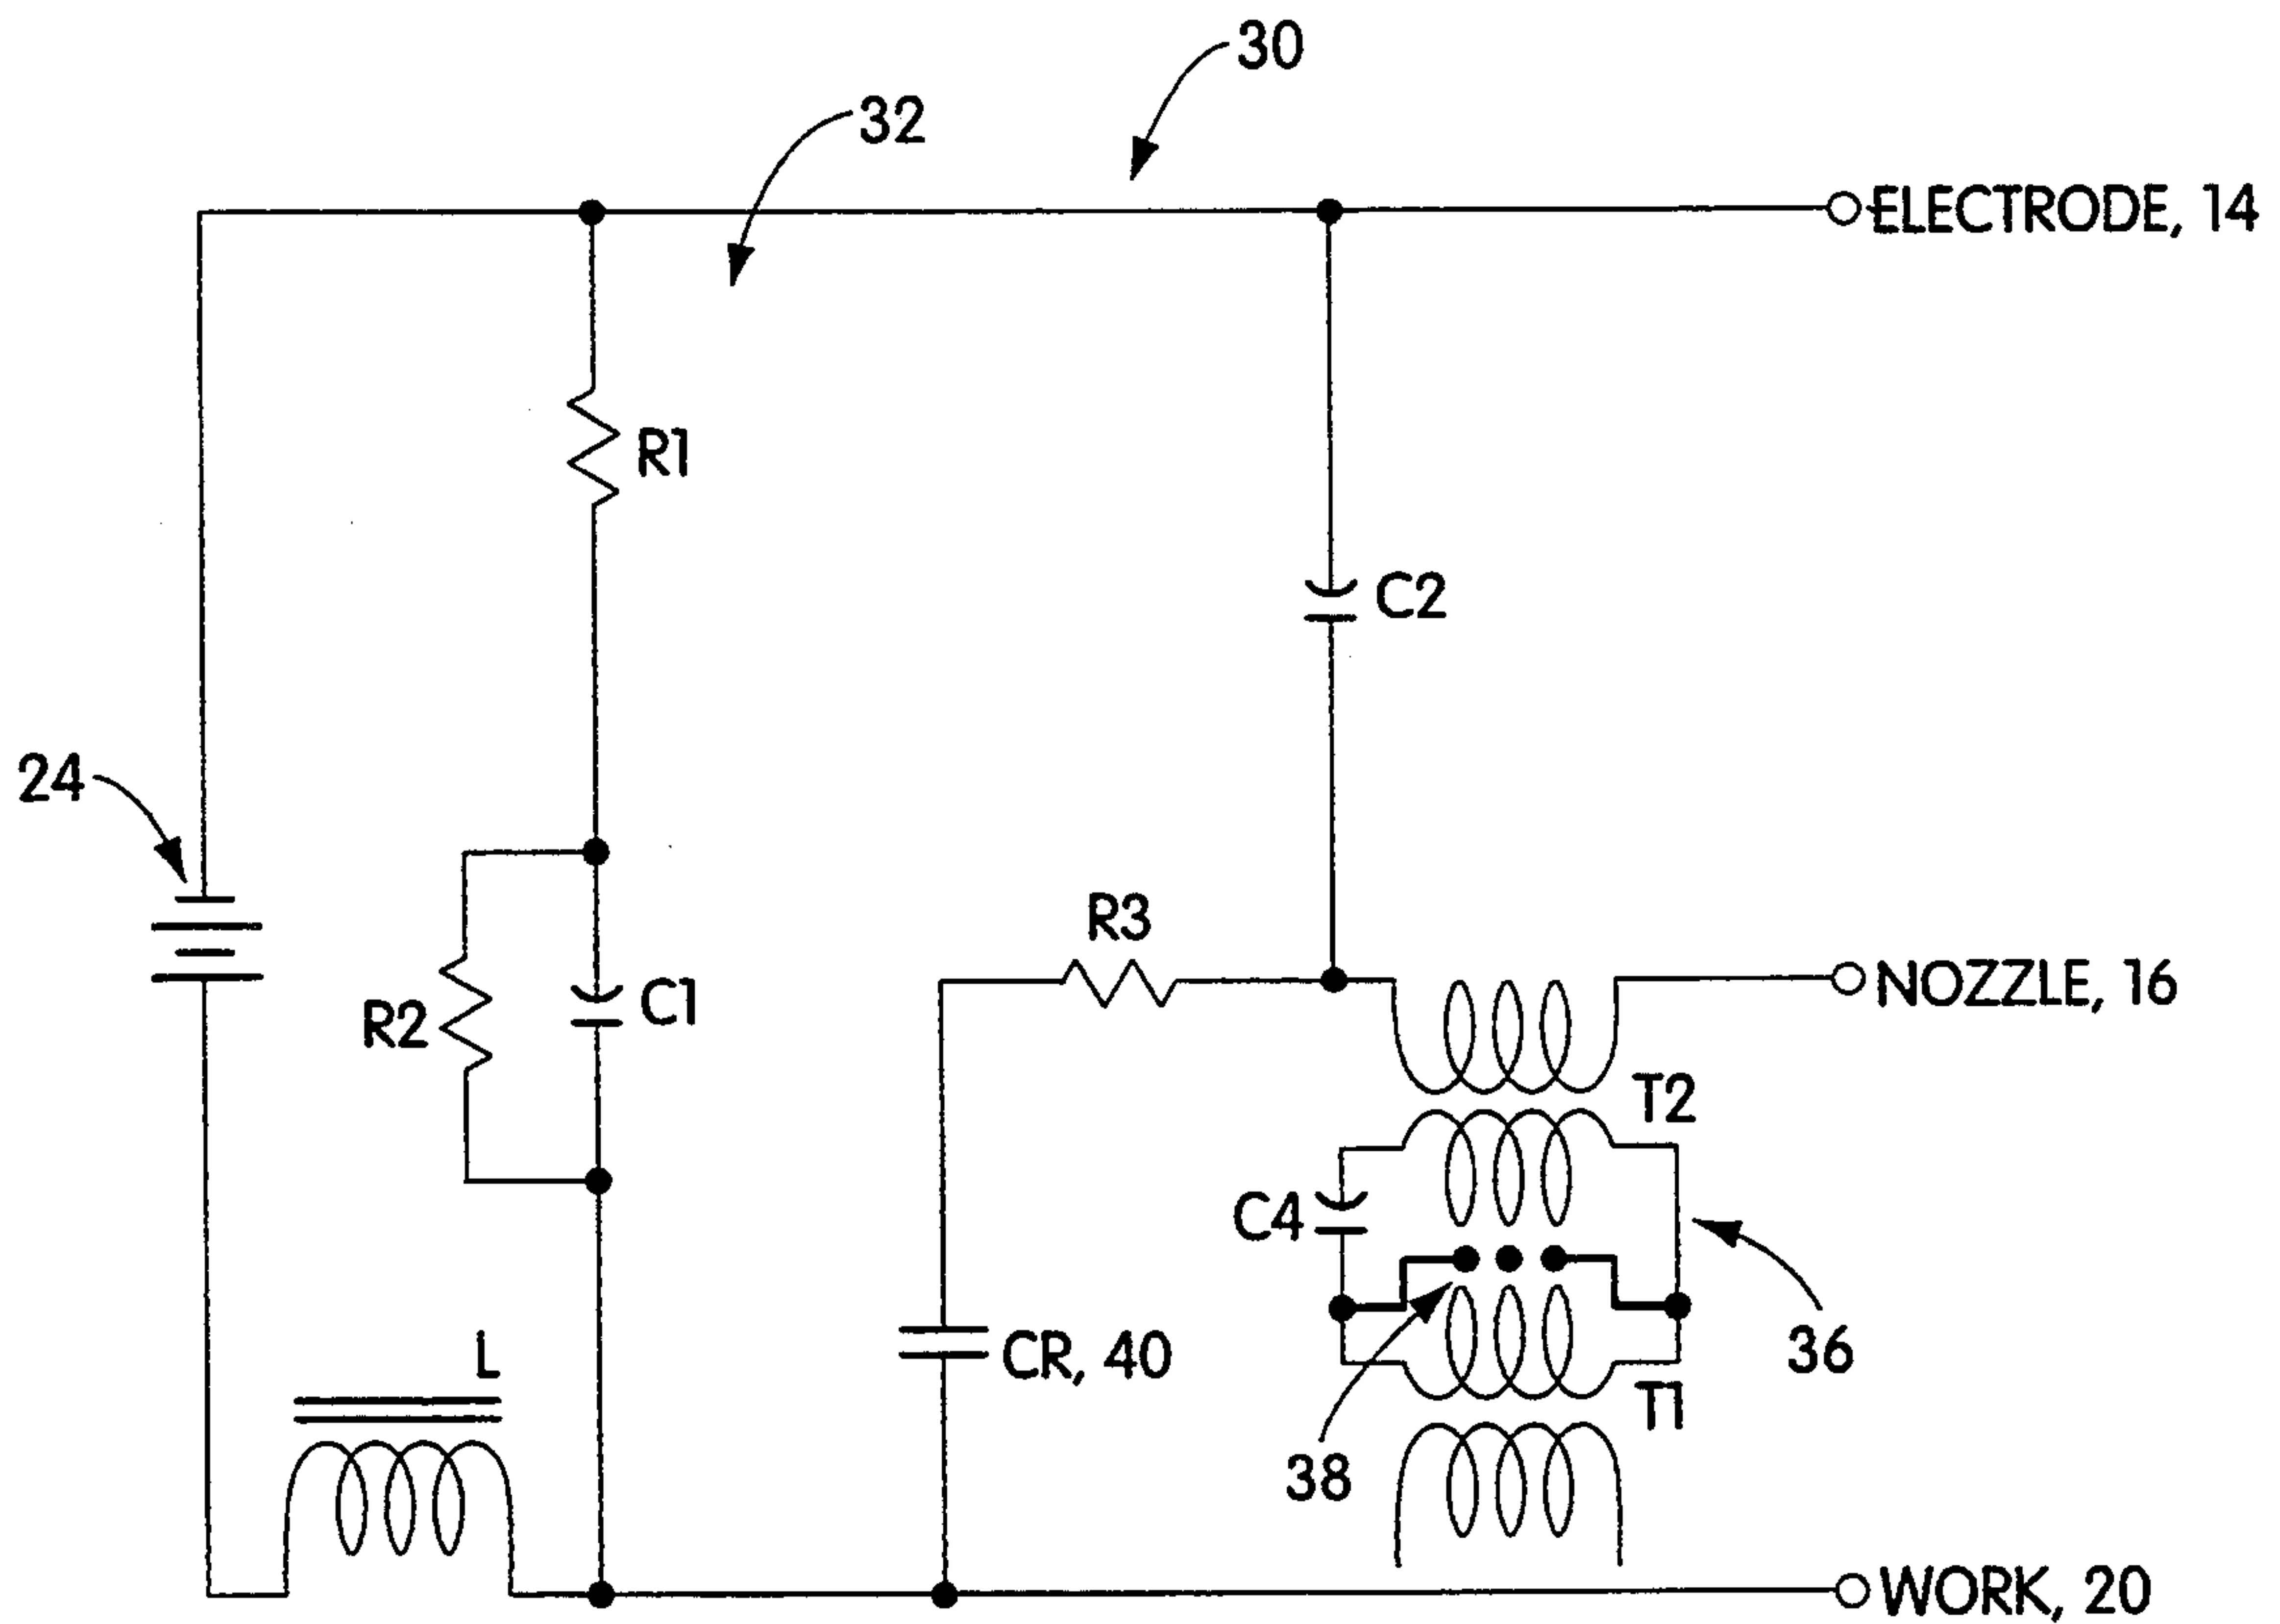 30
32
ELECTRODE, 14
R1
C2
24
R3
C1
R2
NOZZLE, 16
T2
C4
L
CR, 40
36
T1
38
WORK, 20